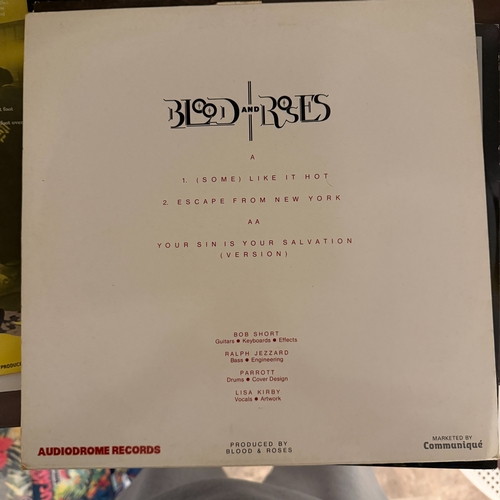 BLOOD AND ROSES
A
1. (SOME) LIKE IT HOT
2. ESCAPE FROM NEW YORK
AA
YOUR SIN IS YOUR SALVATION
(VERSION)
BOB SHORT
Guitars ● Keyboards ● Effects
RALPH JEZZARD
Bass ● Engineering
PARROTT
Drums ● Cover Design
LISA KIRBY
Vocals ● Artwork
AUDIODROME RECORDS
PRODUCED BY
BLOOD & ROSES
MARKETED BY
Communiqué